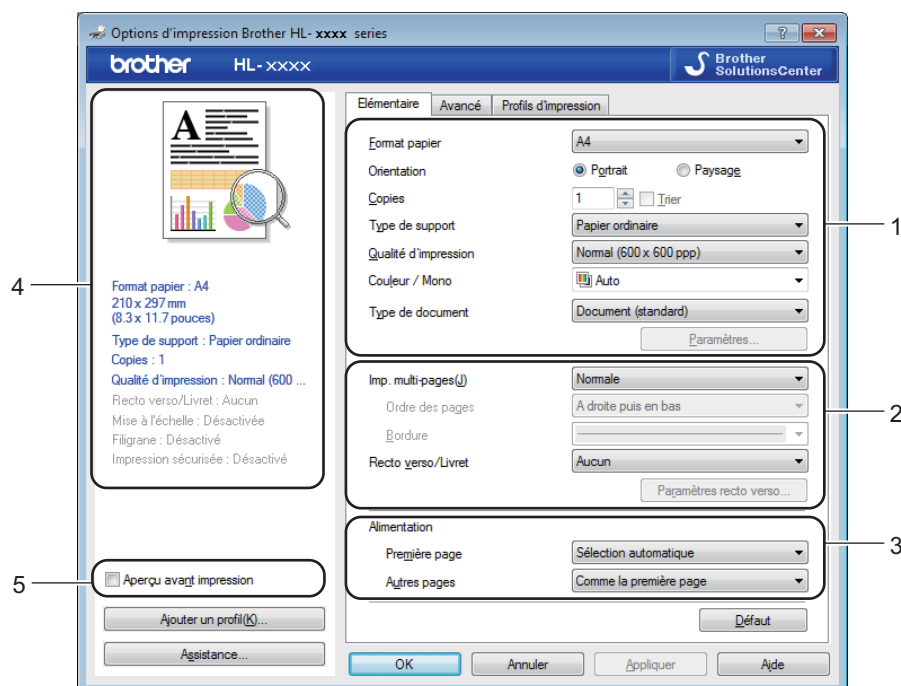 Options d'impression Brother HL- xxxx series
brother HL- xxxx
Brother
SolutionsCenter
Elémentaire Avancé Profils d'impression
A
Format papier A4
Orientation Portrait Paysage
Copies 1 Trier
Type de support Papier ordinaire
Qualité d'impression Normal (600 x 600 ppp)
Couleur / Mono Auto
Type de document Document (standard)
Paramètres...
1
4
Format papier : A4
210 x 297 mm
(8.3 x 11.7 pouces)
Type de support : Papier ordinaire
Copies : 1
Qualité d'impression : Normal (600 ...
Recto verso/Livret : Aucun
Mise à l'échelle : Désactivée
Filigrane : Désactivé
Impression sécurisée : Désactivé
Imp. multi-pages(J) Normale
Ordre des pages A droite puis en bas
Bordure
Recto verso/Livret Aucun
Paramètres recto verso...
2
Alimentation
Première page Sélection automatique
Autres pages Comme la première page
3
5
Aperçu avant impression
Ajouter un profil(K)...
Assistance...
Défaut
OK Annuler Appliquer Aide